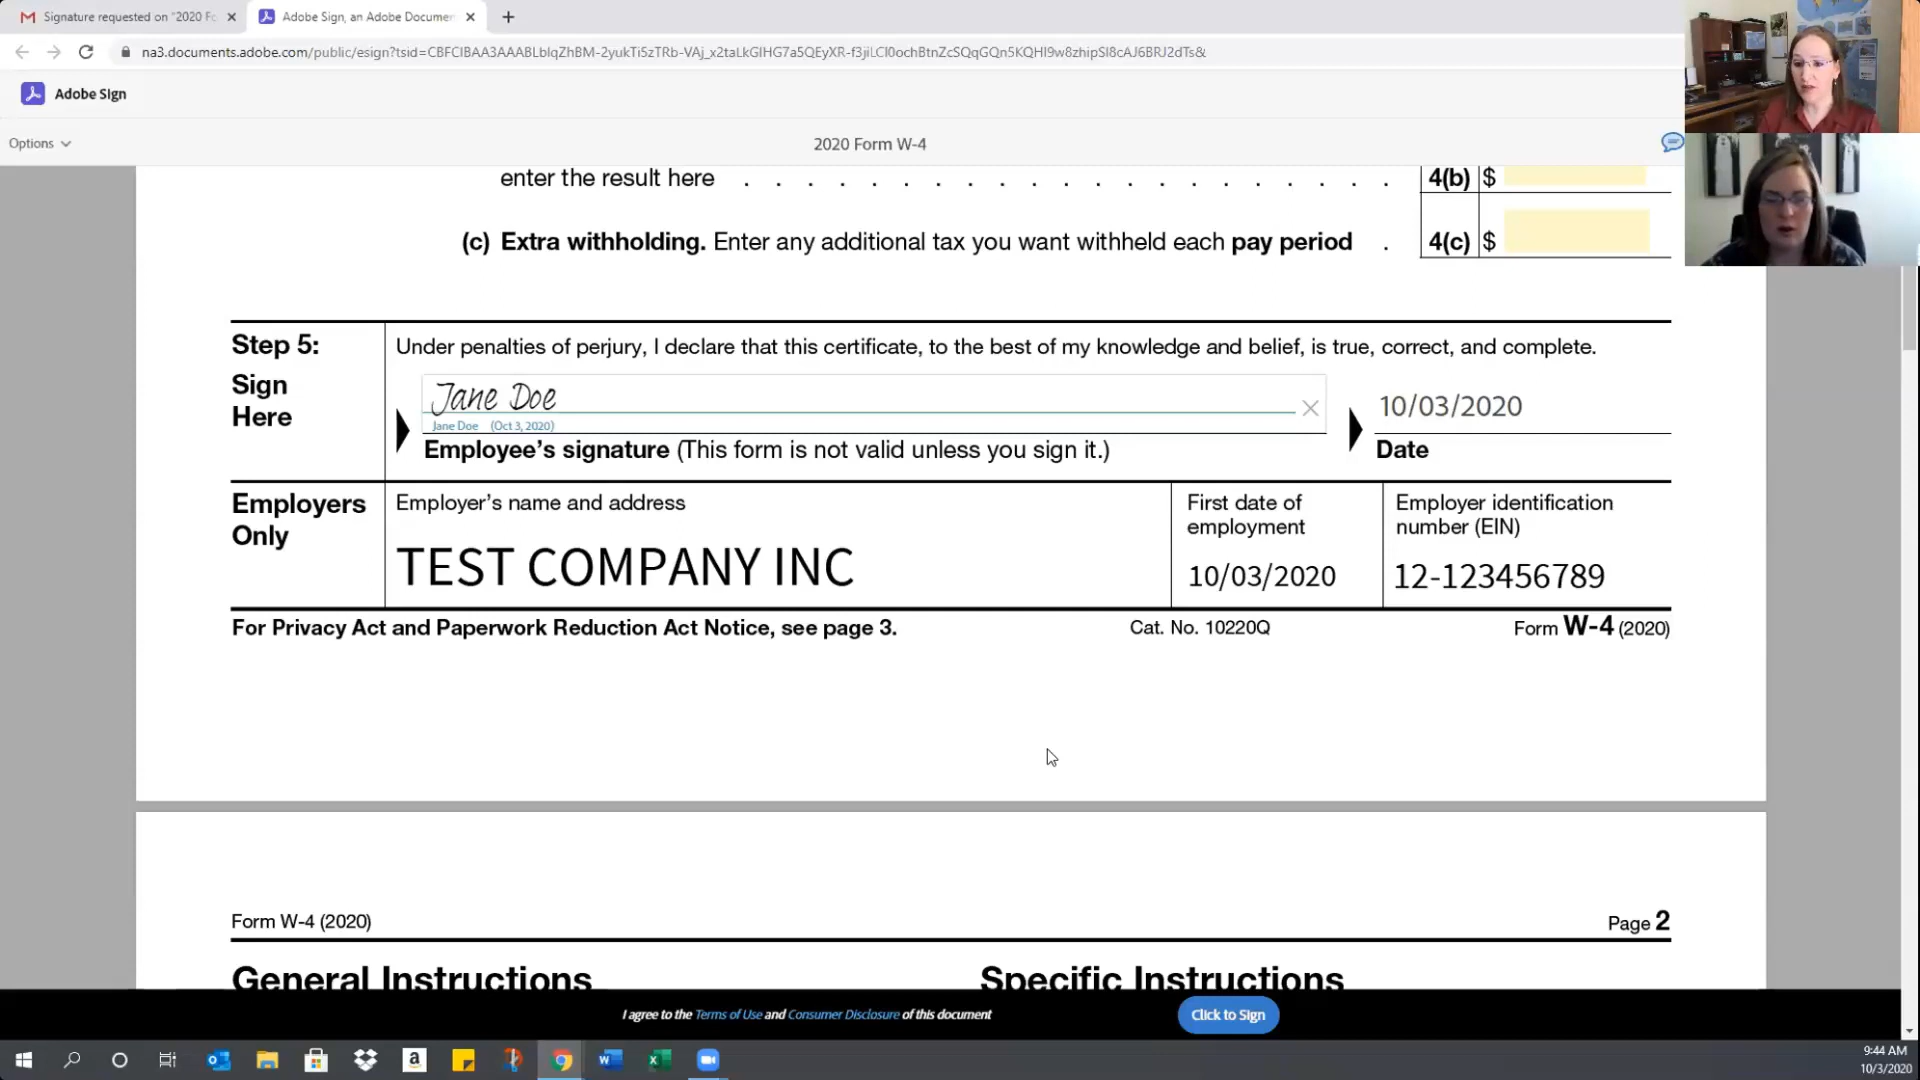 Signature requested on "2020 Fo
Adobe Sign, an Adobe Documen
na3.documents.adobe.com/public/esign?tsid=CBFCIBAA3AAABLblqZhBM-2yukTi5zTRb-VAj_x2taLkGlHG7a5QEyXR-f3jiLCl0ochBtnZcSQqGQn5KQHI9w8zhipSI8cAJ6BRJ2dTs&
Adobe Sign
Options
2020 Form W-4
enter the result here . . . . . . . . . . . . . . . . . . . . . 4(b) $
(c) Extra withholding. Enter any additional tax you want withheld each pay period . 4(c) $
Step 5:
Sign
Here
Under penalties of perjury, I declare that this certificate, to the best of my knowledge and belief, is true, correct, and complete.
Jane Doe
Jane Doe (Oct 3, 2020)
10/03/2020
Employee's signature (This form is not valid unless you sign it.)
Date
Employers
Only
Employer's name and address
TEST COMPANY INC
First date of
employment
10/03/2020
Employer identification
number (EIN)
12-123456789
For Privacy Act and Paperwork Reduction Act Notice, see page 3.
Cat. No. 10220Q
Form W-4 (2020)
Form W-4 (2020)
Page 2
General Instructions
Specific Instructions
I agree to the Terms of Use and Consumer Disclosure of this document
Click to Sign
9:44 AM
10/3/2020